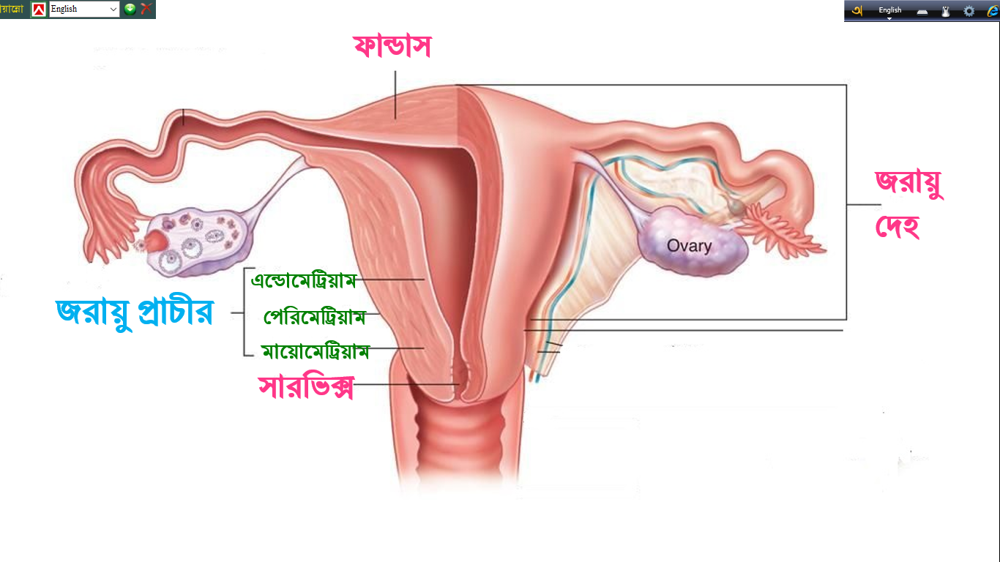 English
English
ফান্ডাস
জরায়ু
দেহ
Ovary
এন্ডোমেট্রিয়াম
জরায়ু প্রাচীর
পেরিমেট্রিয়াম
মায়োমেট্রিয়াম
সারভিক্স